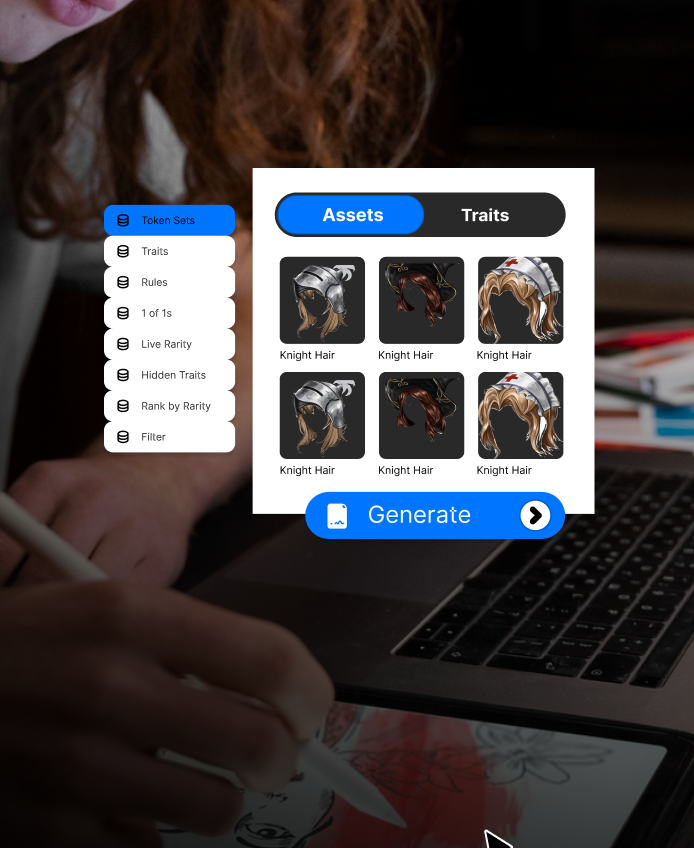 Token Sets
Traits
Rules
1 of 1s
Live Rarity
Hidden Traits
Rank by Rarity
Filter
Assets
Traits
Knight Hair
Knight Hair
Knight Hair
Knight Hair
Knight Hair
Knight Hair
Generate